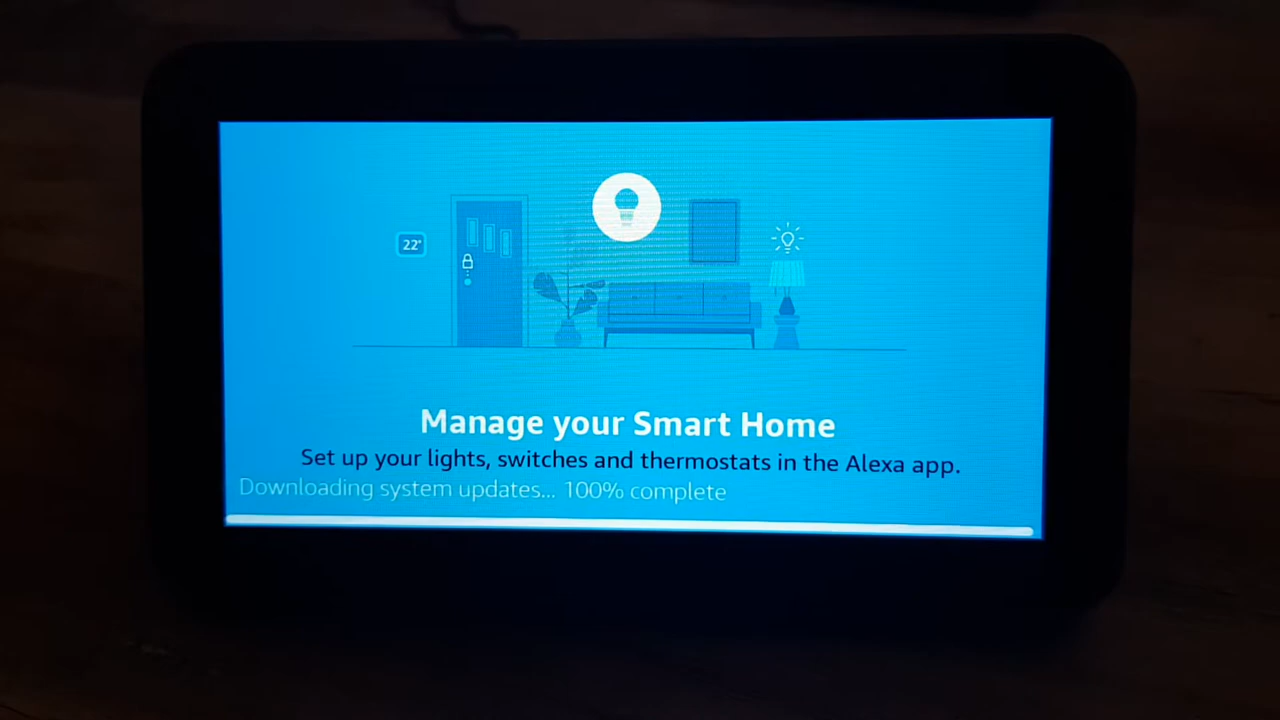 22°
Manage your Smart Home
Set up your lights, switches and thermostats in the Alexa app.
Downloading system updates... 100% complete